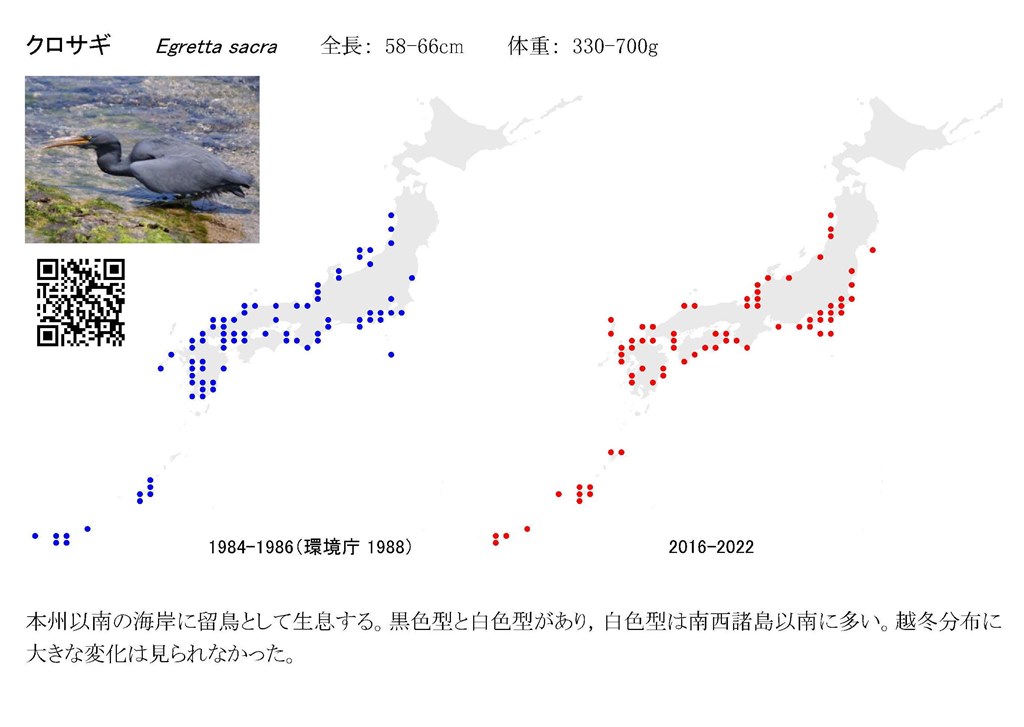 クロサギ Egretta sacra 全長： 58-66cm 体重： 330-700g
1984-1986（環境庁 1988）
2016-2022
本州以南の海岸に留鳥として生息する。黒色型と白色型があり，白色型は南西諸島以南に多い。越冬分布に
大きな変化は見られなかった。